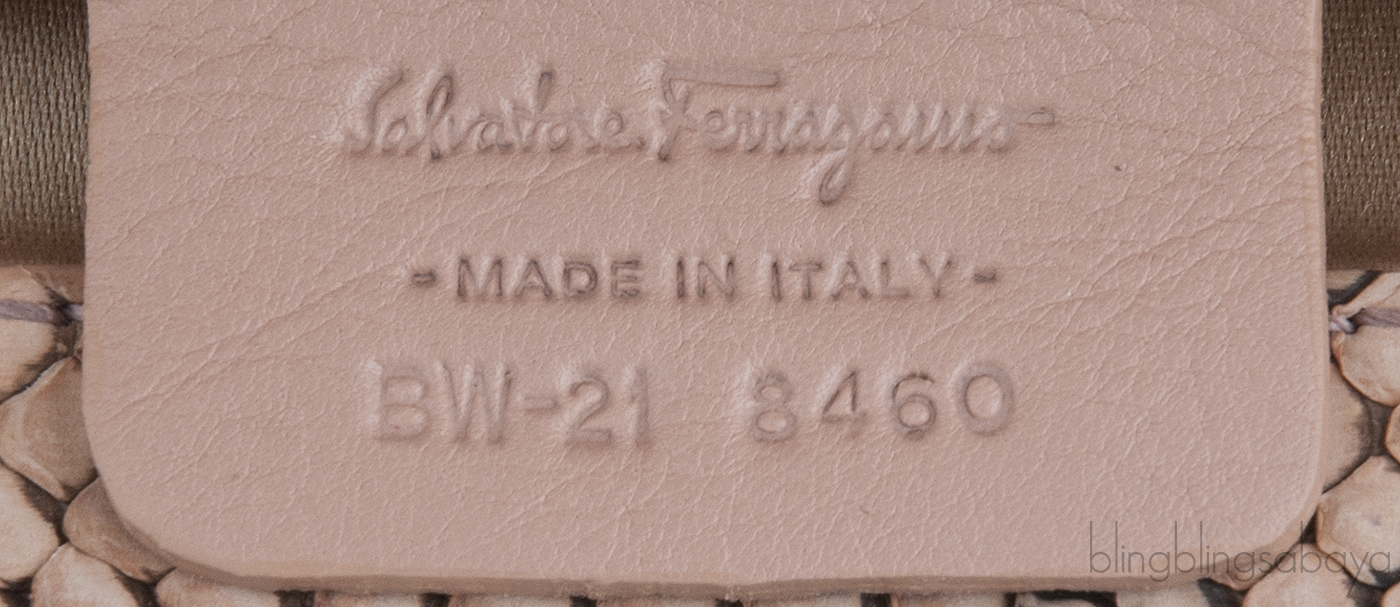 Salvatore Ferragamo
-MADE IN ITALY-
BW-21 8460
blingblingsabaya